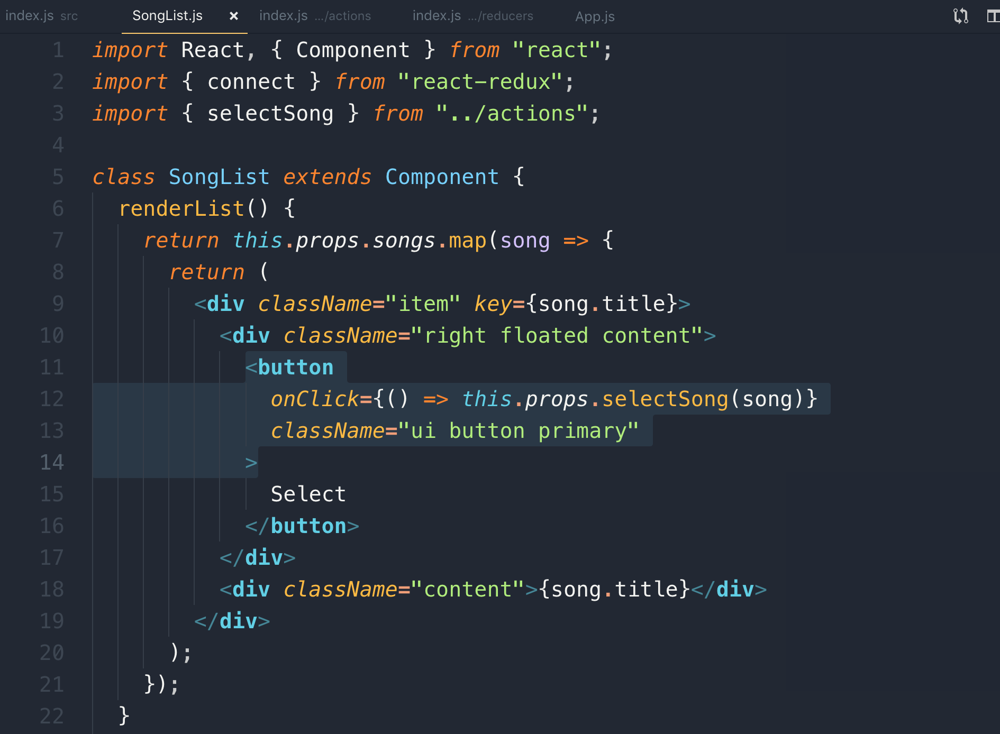 index.js src SongList.js × index.js .../actions index.js .../reducers App.js
1 import React, { Component } from "react";
2 import { connect } from "react-redux";
3 import { selectSong } from "../actions";
4
5 class SongList extends Component {
6 renderList() {
7 return this.props.songs.map(song => {
8 return (
9 <div className="item" key={song.title}>
10 <div className="right floated content">
11 <button
12 onClick={() => this.props.selectSong(song)}
13 className="ui button primary"
14 >
15 Select
16 </button>
17 </div>
18 <div className="content">{song.title}</div>
19 </div>
20 );
21 });
22 }